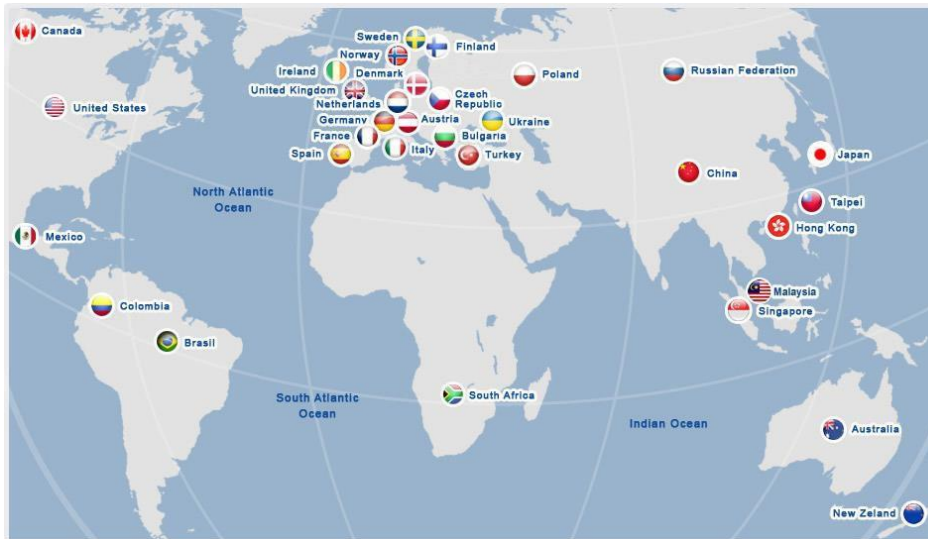 Canada
Sweden
Finland
Norway
Ireland
Denmark
Poland
Russian Federation
United Kingdom
Czech
Republic
United States
Netherlands
Germany
Austria
Ukraine
France
Bulgaria
Spain
Italy
Turkey
Japan
China
North Atlantic
Ocean
Taipei
Hong Kong
Mexico
Malaysia
Colombia
Singapore
Brasil
South Africa
South Atlantic
Ocean
Indian Ocean
Australia
New Zeland